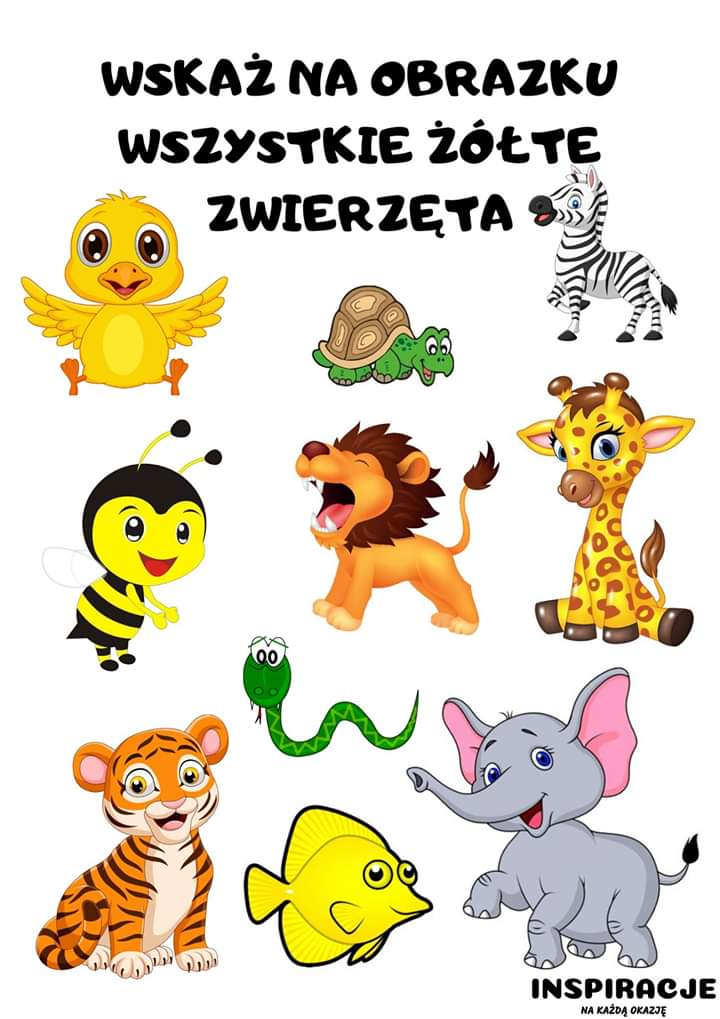 WSKAŻ NA OBRAZKU
WSZYSTKIE ŻÓŁTE
ZWIERZĘTA
INSPIRACJE
NA KAŻDĄ OKAZJĘ